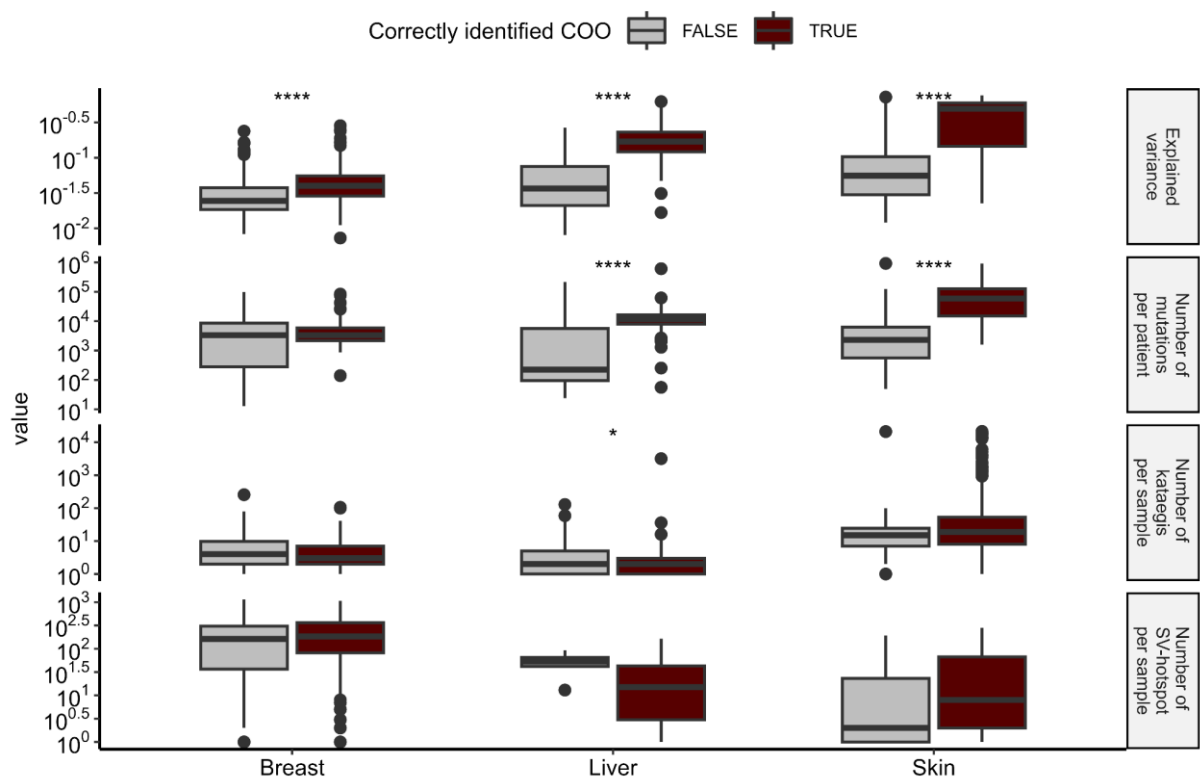 Correctly identified COO FALSE TRUE
**** **** ****
10^-0.5
10^-1
10^-1.5
10^-2
Explained
variance
**** ****
10^6
10^5
10^4
10^3
10^2
10^1
Number of
mutations
per patient
value
*
10^4
10^2
10^1
10^0
Number of
kataegis
per sample
10^3
10^2.5
10^2
10^1.5
10^1
10^0.5
10^0
Number of
SV-hotspot
per sample
Breast Liver Skin